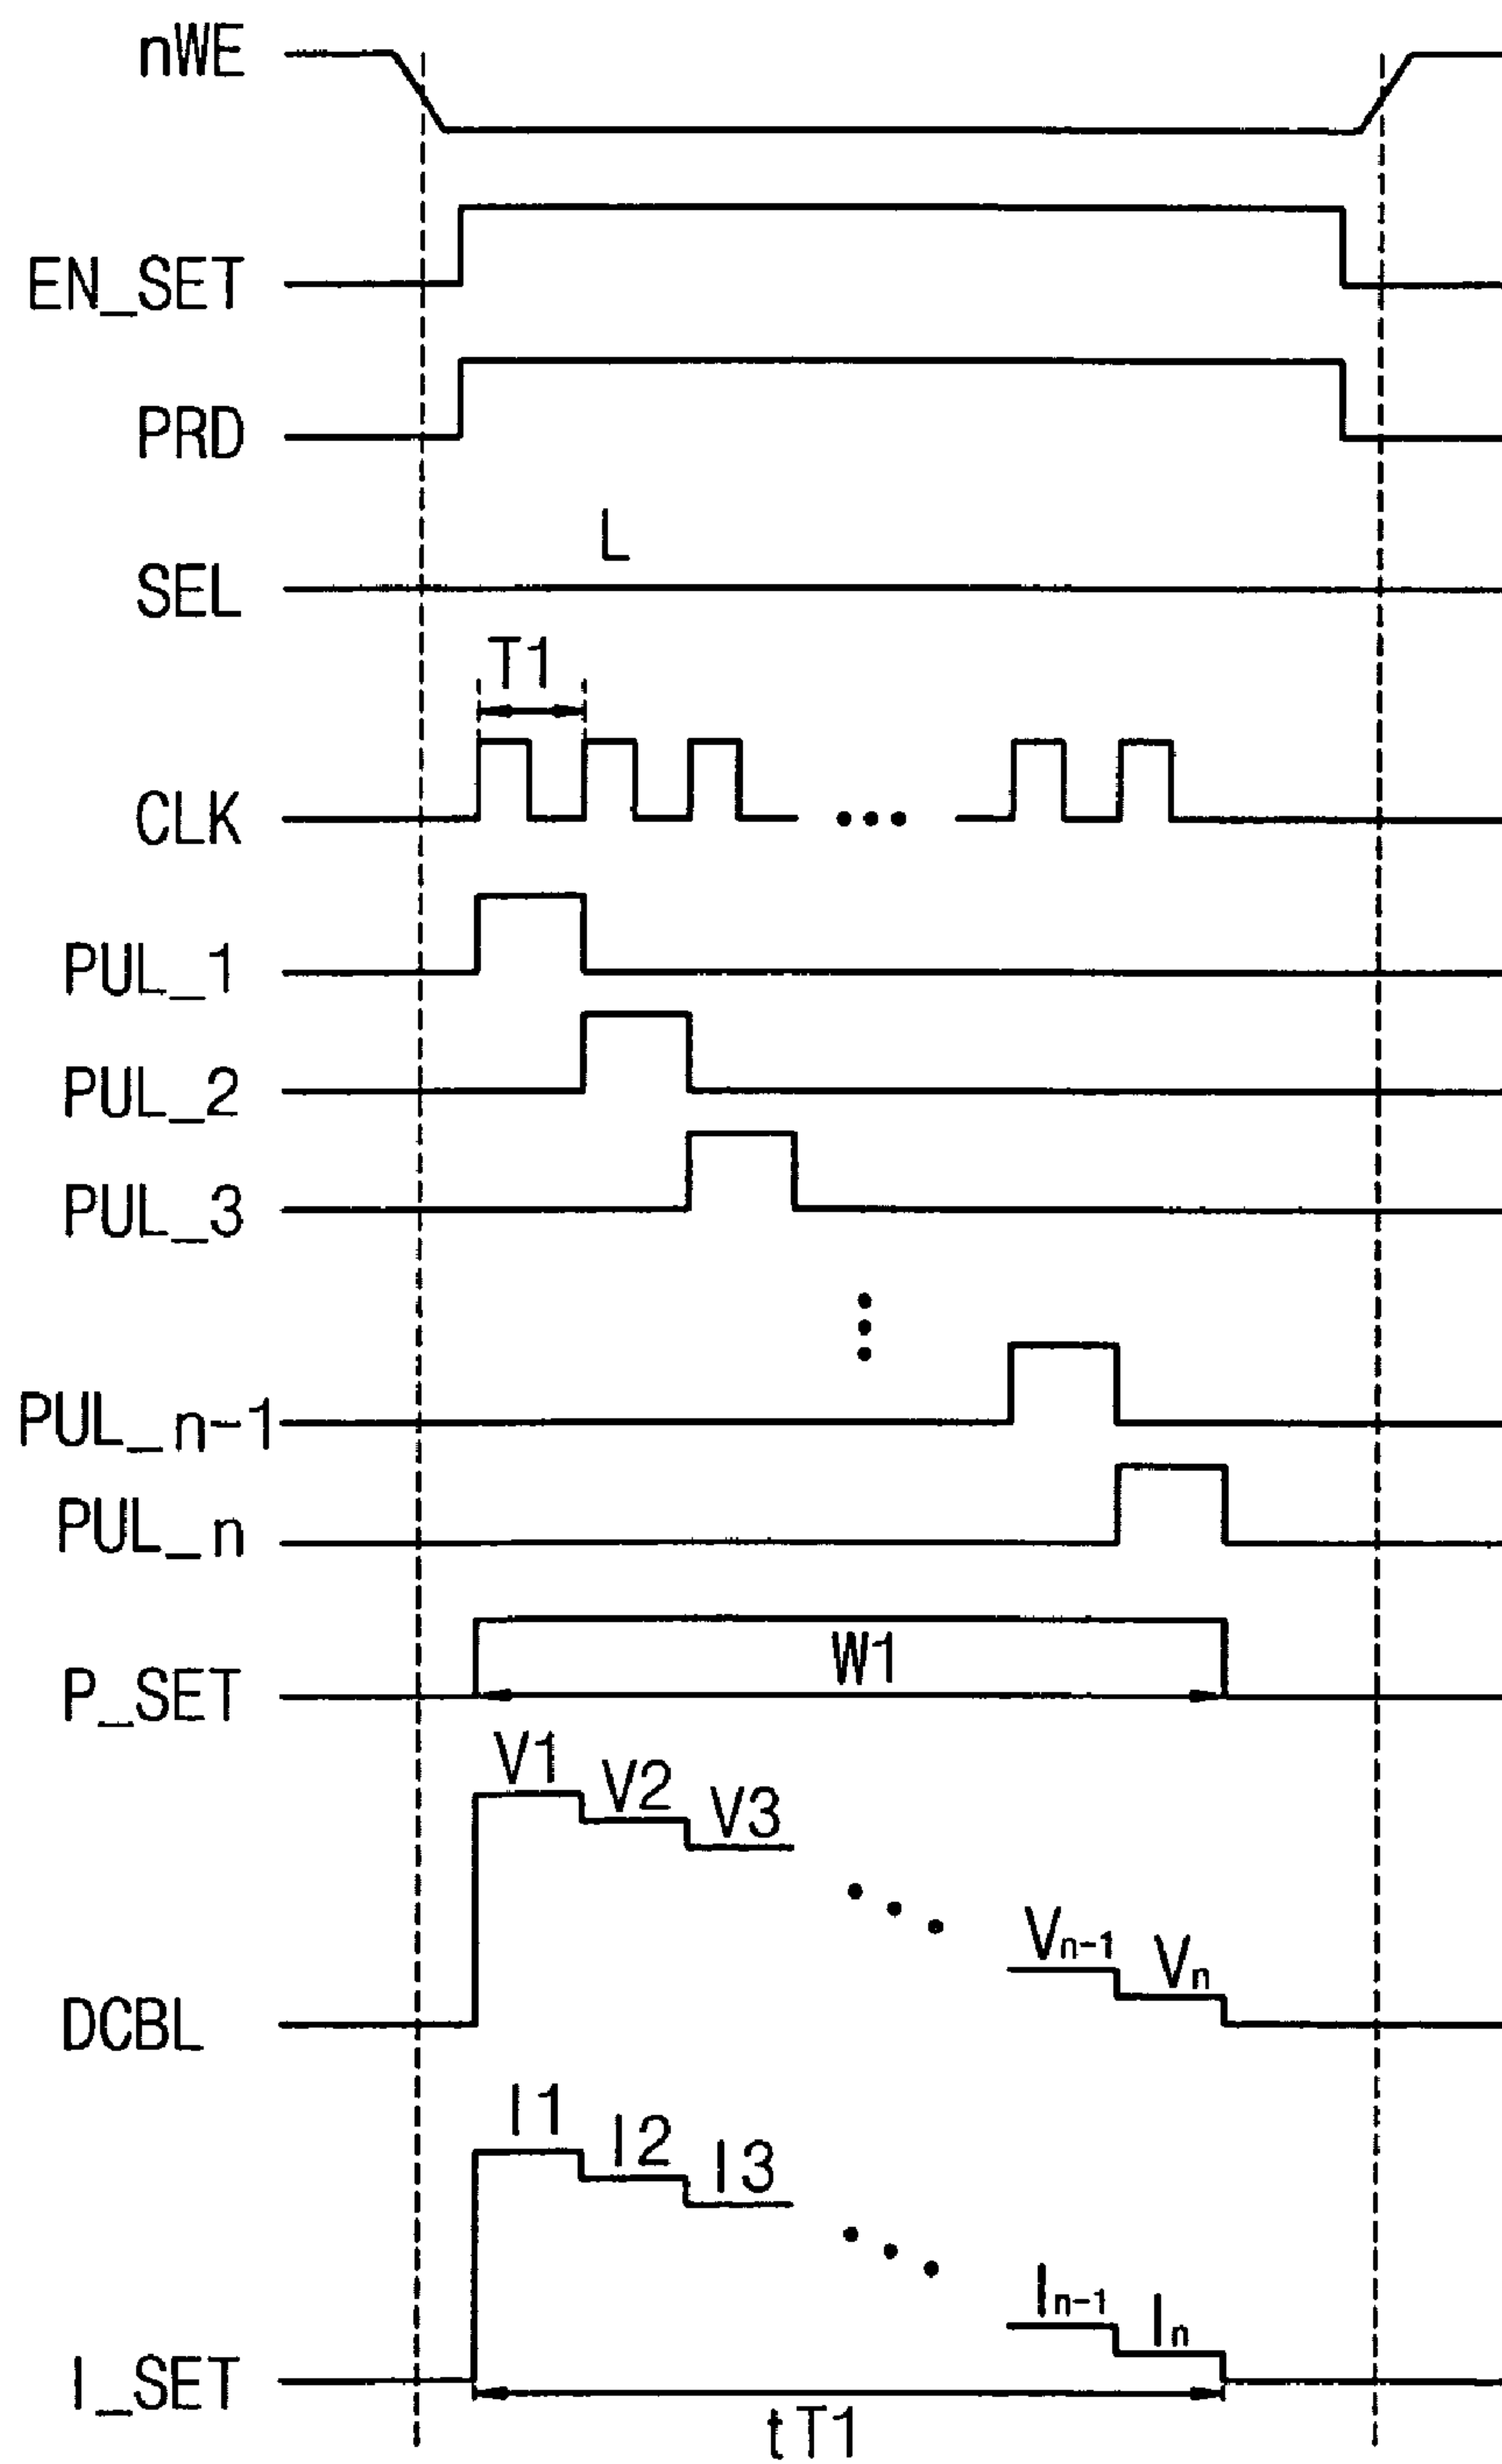 nWE
EN_SET
PRD
L
SEL
T1
CLK
PUL_1
PUL_2
PUL_3
PUL_n-1
PUL_n
W1
P_SET
V1
V2
V3
Vn-1
Vn
DCBL
I1
I2
I3
In-1
In
I_SET
tT1